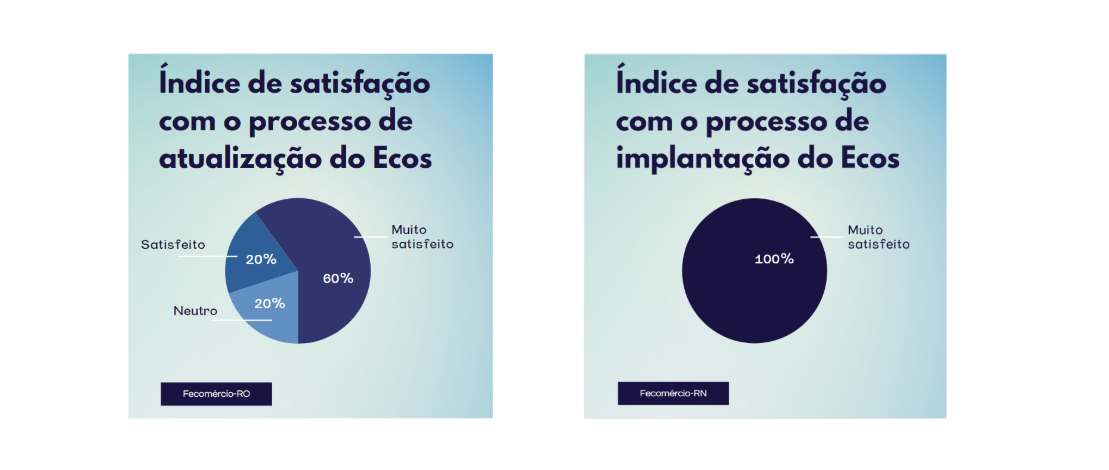 Índice de satisfação
com o processo de
atualização do Ecos
Muito
satisfeito
Satisfeito
20%
60%
20%
Neutro
Fecomércio-RO
Índice de satisfação
com o processo de
implantação do Ecos
Muito
satisfeito
100%
Fecomércio-RN